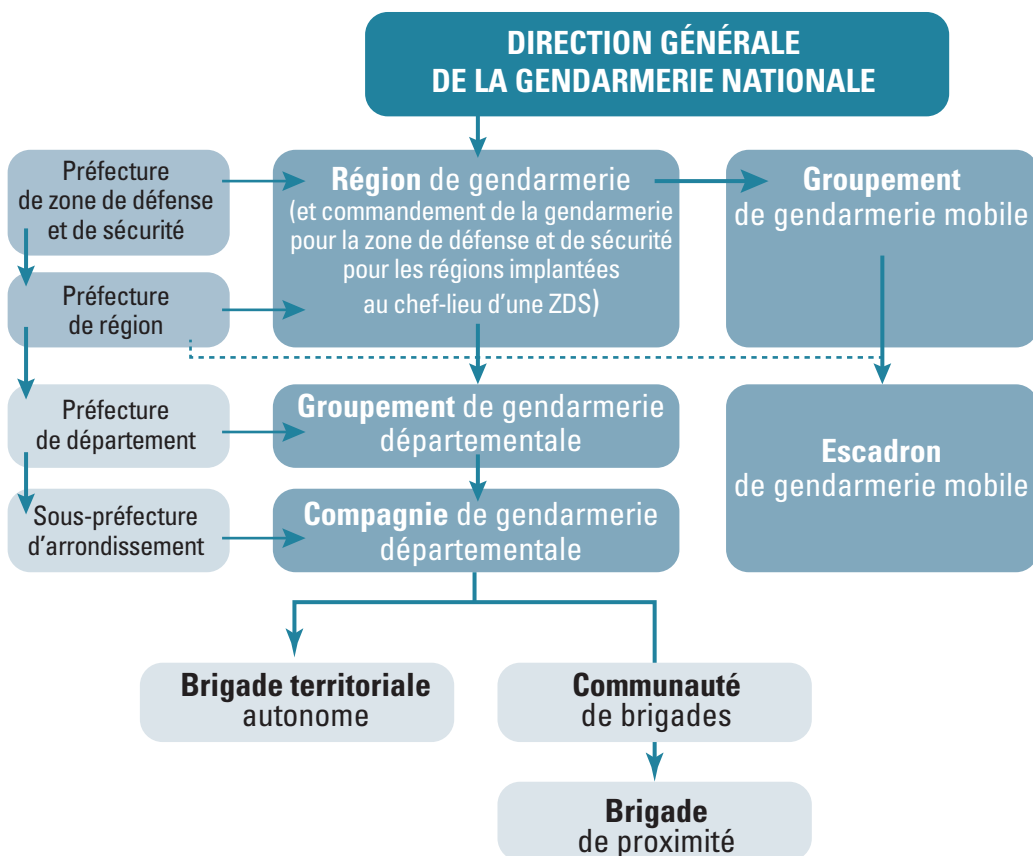 DIRECTION GÉNÉRALE
DE LA GENDARMERIE NATIONALE
Préfecture
de zone de défense
et de sécurité
Région de gendarmerie
(et commandement de la gendarmerie
pour la zone de défense et de sécurité
pour les régions implantées
au chef-lieu d'une ZDS)
Groupement
de gendarmerie mobile
Préfecture
de région
Préfecture
de département
Groupement de gendarmerie
départementale
Escadron
de gendarmerie mobile
Sous-préfecture
d'arrondissement
Compagnie de gendarmerie
départementale
Brigade territoriale
autonome
Communauté
de brigades
Brigade
de proximité